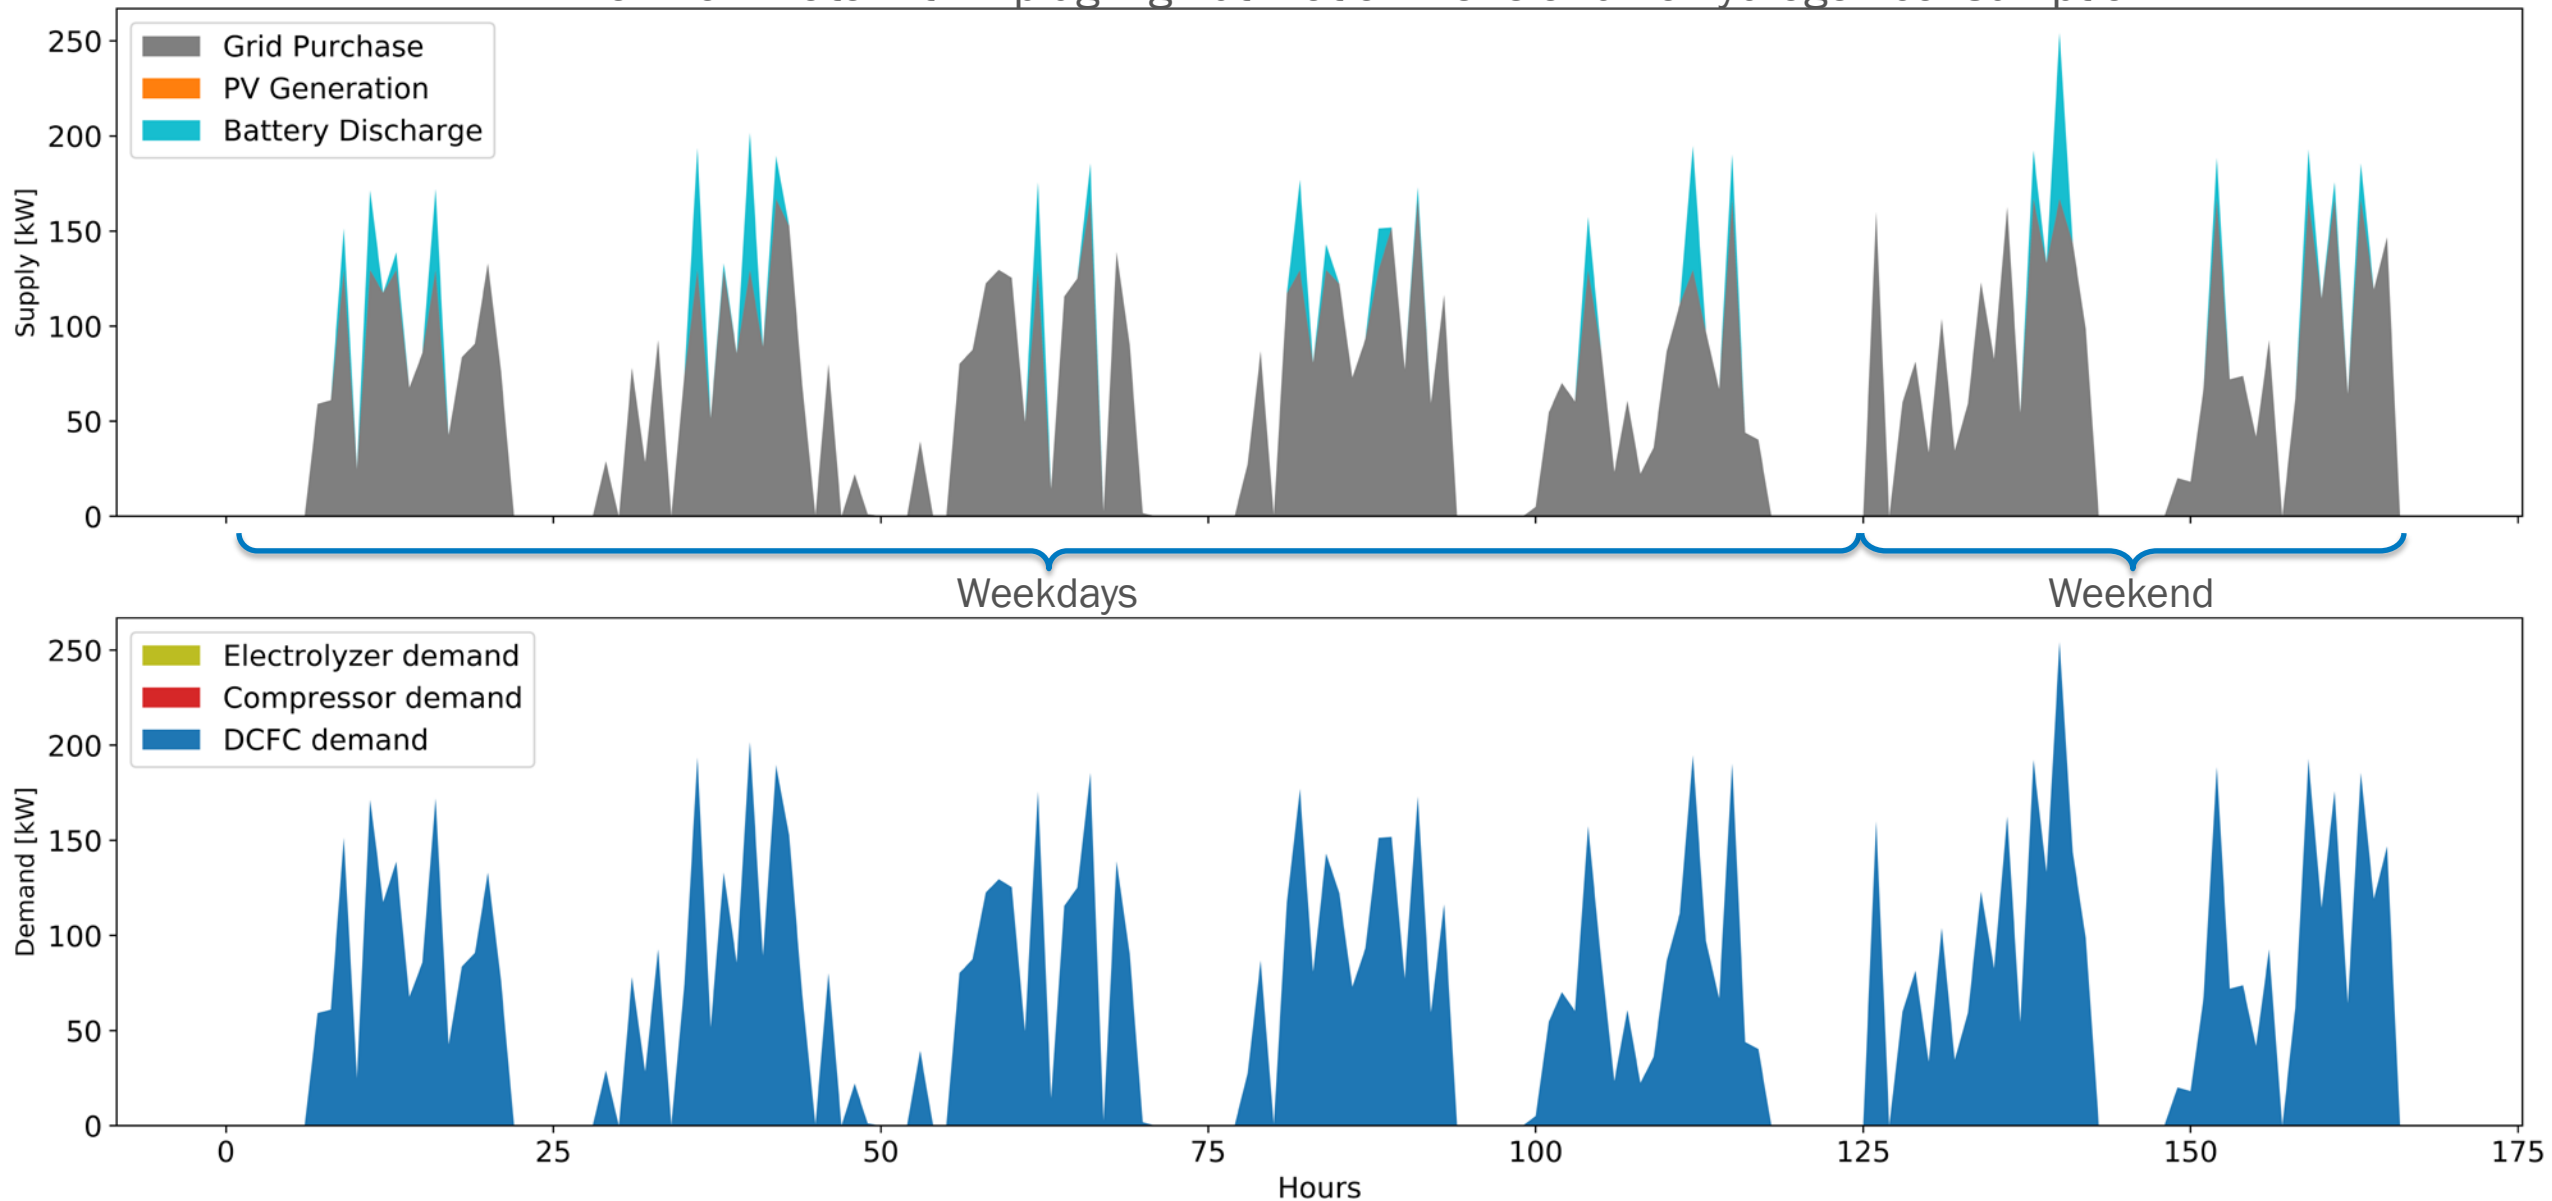 250
200
150
100
50
0
Supply [kW]
Grid Purchase
PV Generation
Battery Discharge
Weekdays
Weekend
250
200
150
100
50
0
Demand [kW]
Electrolyzer demand
Compressor demand
DCFC demand
0 25 50 75 100 125 150 175
Hours